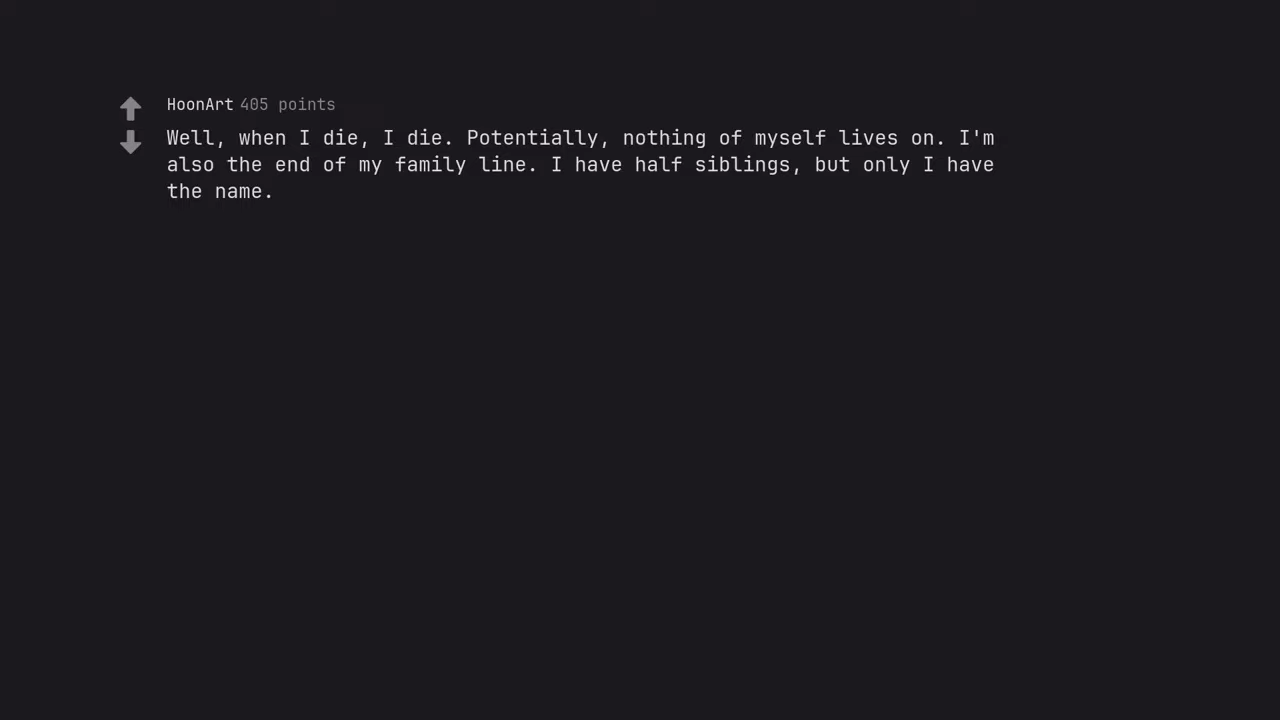 HoonArt 405 points
Well, when I die, I die. Potentially, nothing of myself lives on. I'm
also the end of my family line. I have half siblings, but only I have
the name.